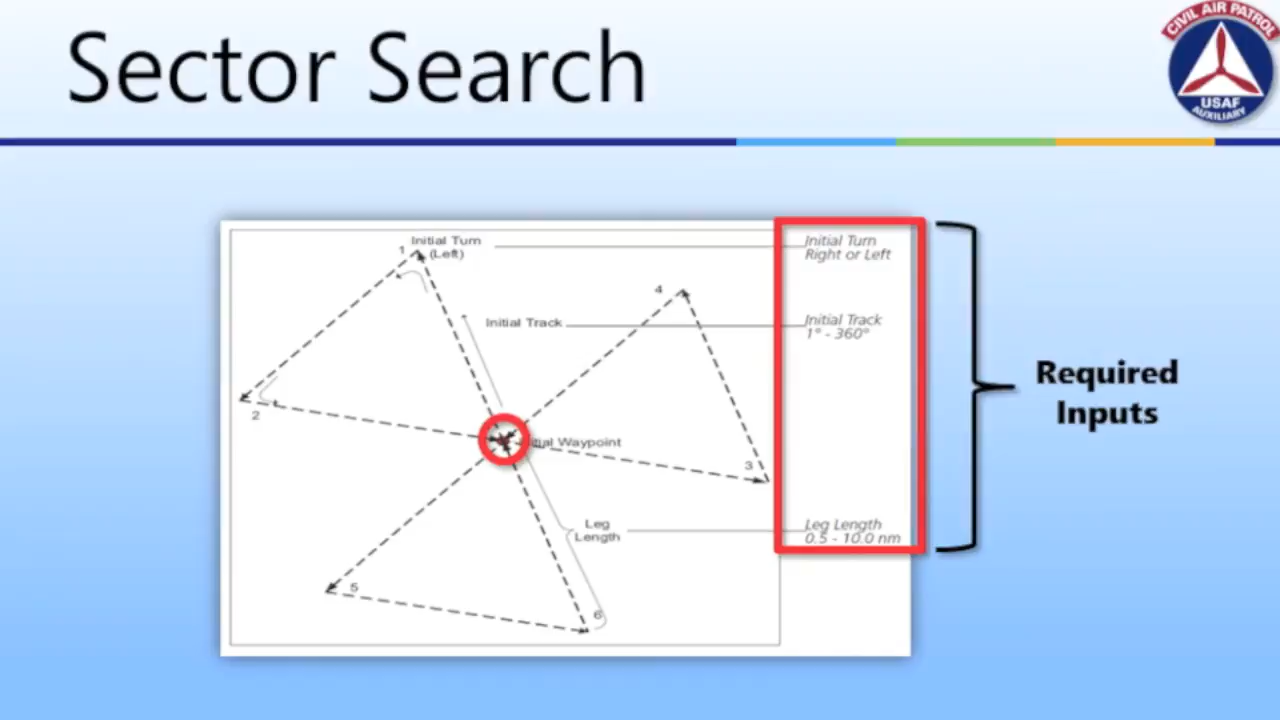 Sector Search
CIVIL AIR PATROL
USAF
AUXILIARY
1
Initial Turn
(Left)
Initial Turn
Right or Left
4
Initial Track
Initial Track
1° - 360°
Required
Inputs
2
Waypoint
3
Leg
Length
Leg Length
0.5 - 10.0 nm
5
6